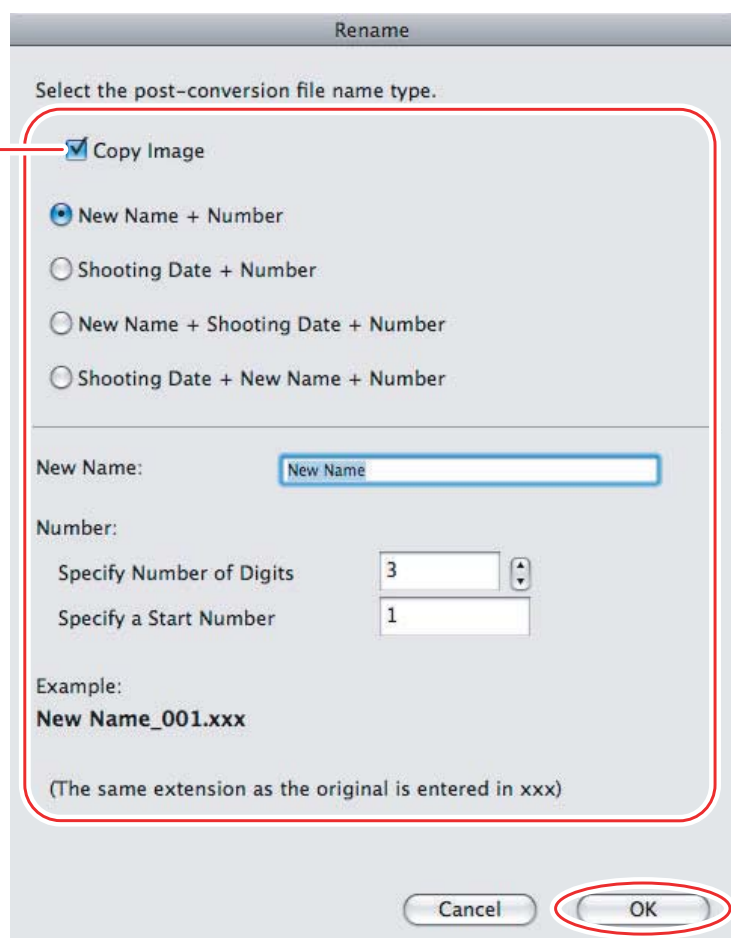 Rename
Select the post-conversion file name type.
Copy Image
New Name + Number
Shooting Date + Number
New Name + Shooting Date + Number
Shooting Date + New Name + Number
New Name: New Name
Number:
Specify Number of Digits 3
Specify a Start Number 1
Example:
New Name_001.xxx
(The same extension as the original is entered in xxx)
Cancel OK